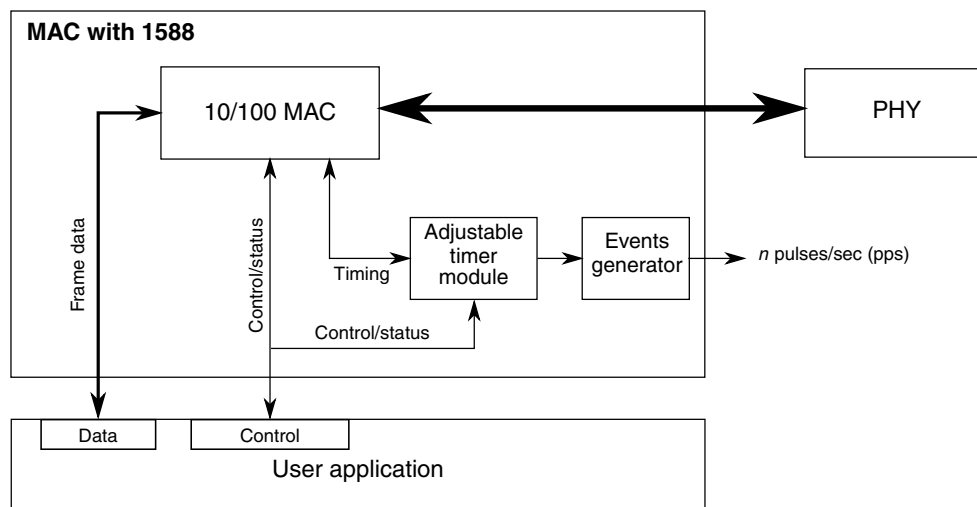 MAC with 1588
10/100 MAC
PHY
Frame data
Control/status
Timing
Adjustable
timer
module
Events
generator
n pulses/sec (pps)
Control/status
Data
Control
User application